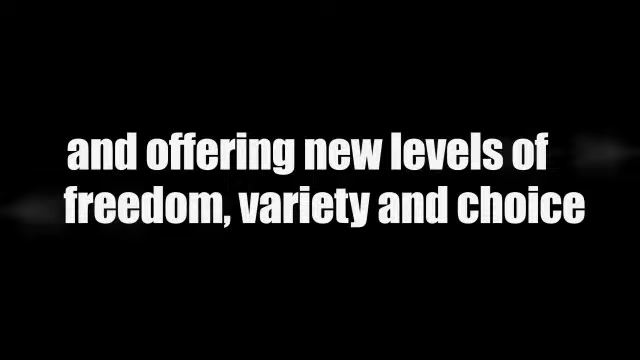 and offering new levels of
freedom, variety and choice